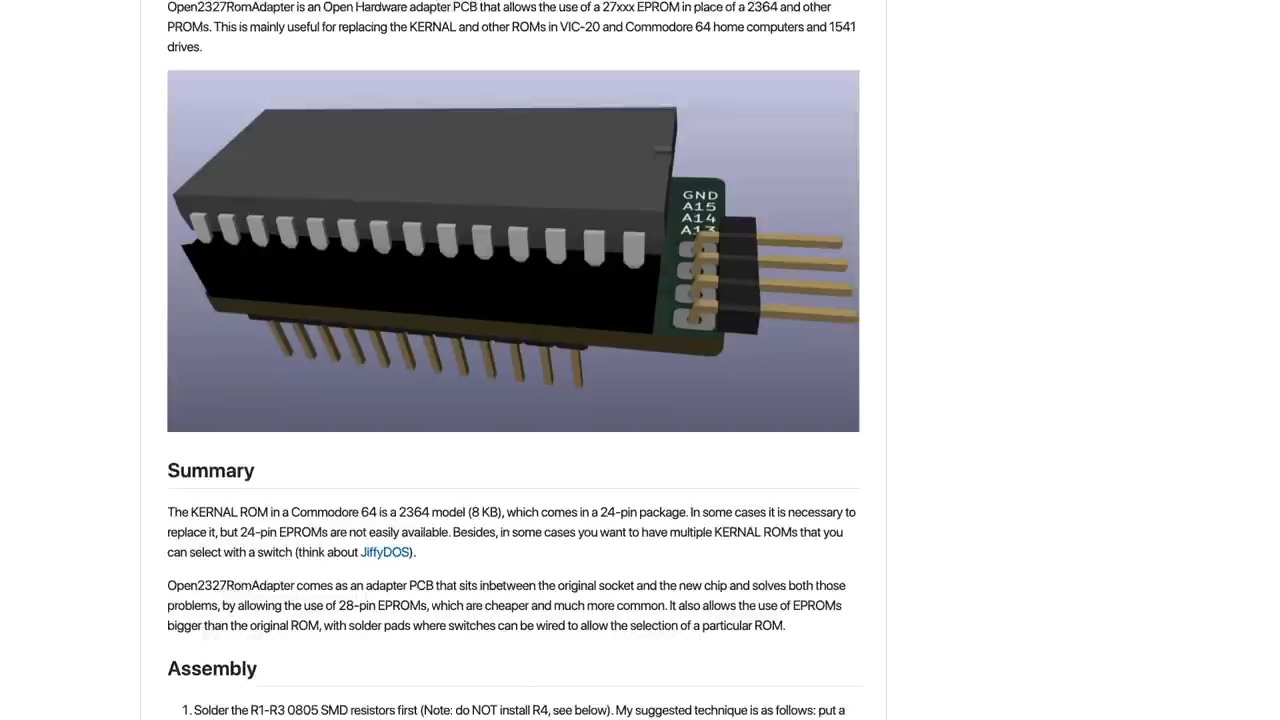 Open2327RomAdapter is an Open Hardware adapter PCB that allows the use of a 27xxx EPROM in place of a 2364 and other
PROMs. This is mainly useful for replacing the KERNAL and other ROMs in VIC-20 and Commodore 64 home computers and 1541
drives.
GND
A15
A14
A13
Summary
The KERNAL ROM in a Commodore 64 is a 2364 model (8 KB), which comes in a 24-pin package. In some cases it is necessary to
replace it, but 24-pin EPROMs are not easily available. Besides, in some cases you want to have multiple KERNAL ROMs that you
can select with a switch (think about JiffyDOS).
Open2327RomAdapter comes as an adapter PCB that sits inbetween the original socket and the new chip and solves both those
problems, by allowing the use of 28-pin EPROMs, which are cheaper and much more common. It also allows the use of EPROMs
bigger than the original ROM, with solder pads where switches can be wired to allow the selection of a particular ROM.
Assembly
1. Solder the R1-R3 0805 SMD resistors first (Note: do NOT install R4, see below). My suggested technique is as follows: put a